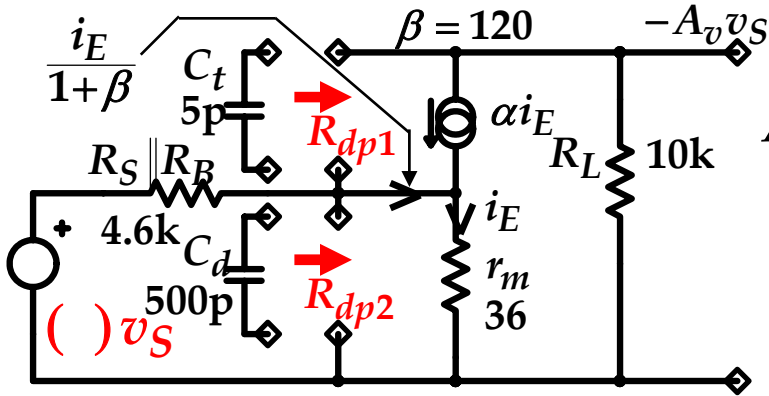 i_E
1+β
C_t
5p
R_dp1
β = 120
−A_v v_S
αi_E
R_L
10k
R_S||R_B
4.6k
C_d
500p
R_dp2
i_E
r_m
36
+
( ) v_S